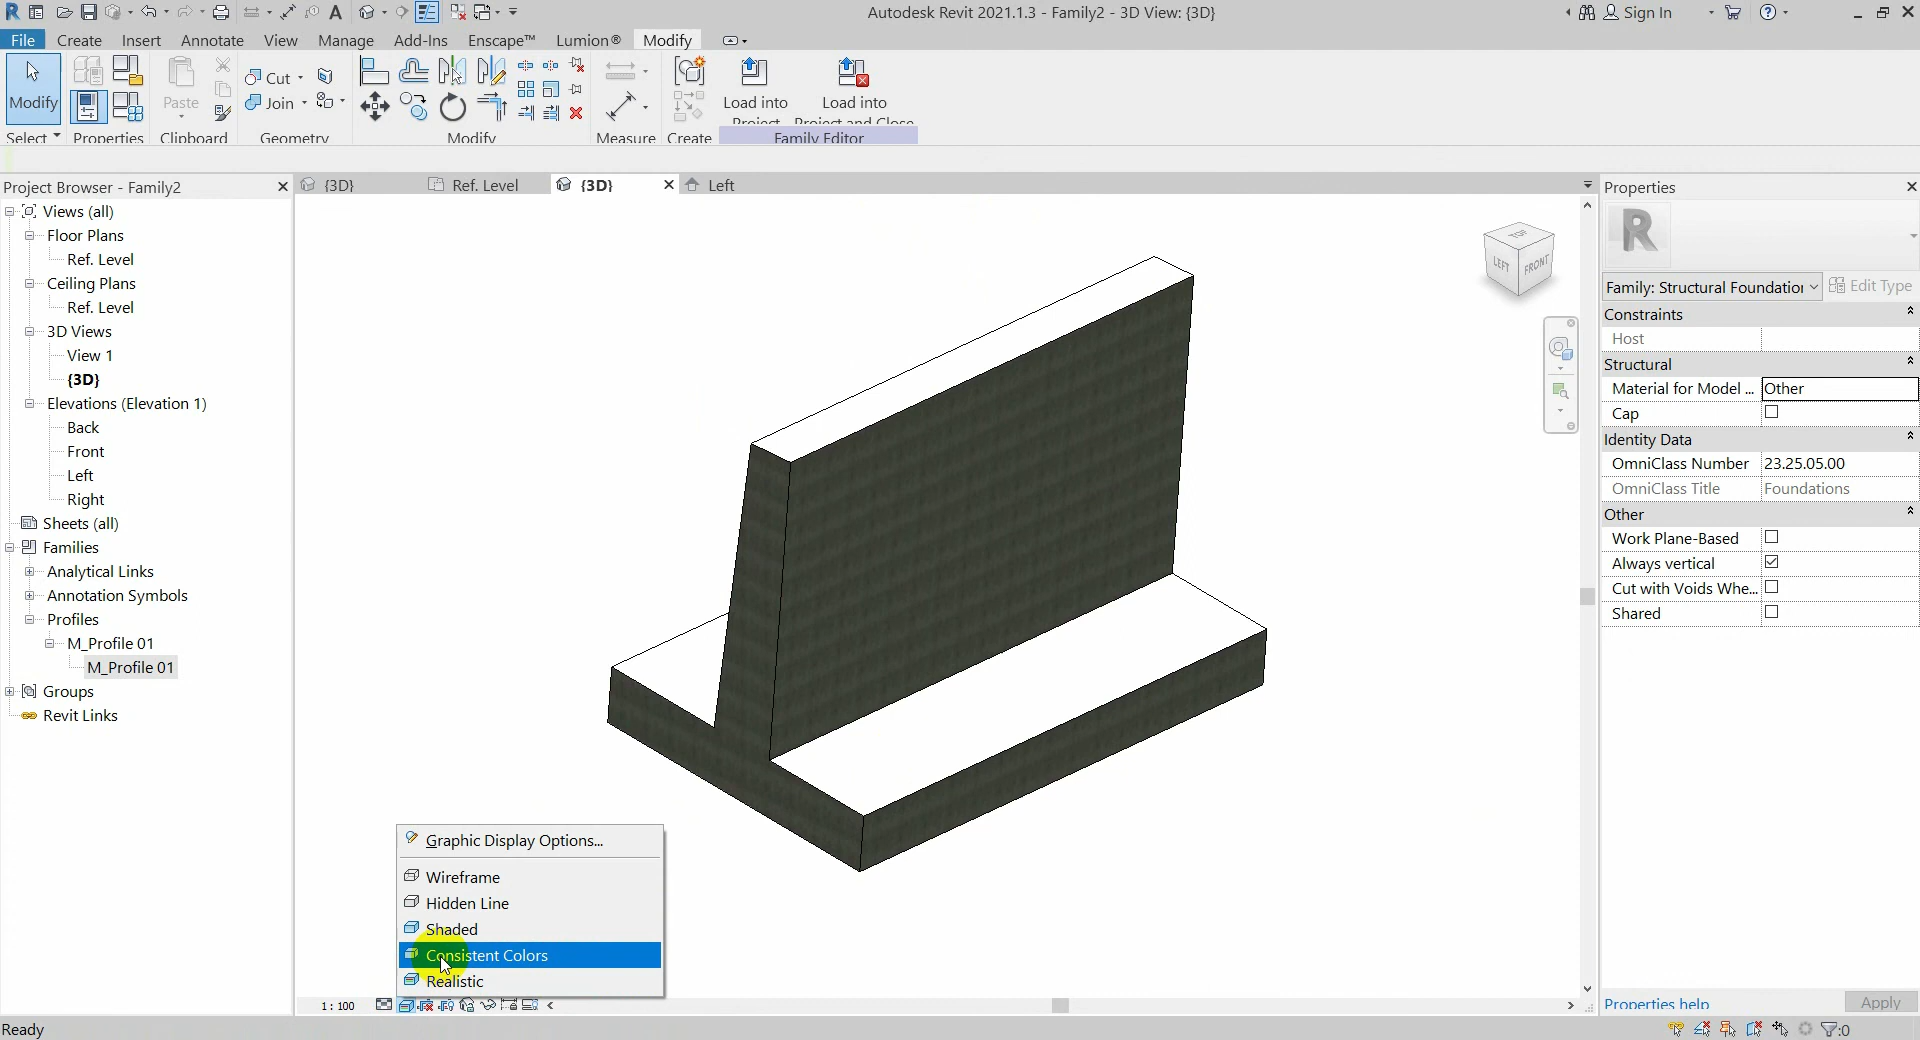 Autodesk Revit 2021.1.3 - Family2 - 3D View: {3D}
Sign In
File Create Insert Annotate View Manage Add-Ins Enscape™ Lumion® Modify
Modify
Paste
Cut
Join
Load into
Project
Load into
Project and Close
Select Properties Clipboard Geometry Modify Measure Create Family Editor
Project Browser - Family2
Views (all)
Floor Plans
Ref. Level
Ceiling Plans
Ref. Level
3D Views
View 1
{3D}
Elevations (Elevation 1)
Back
Front
Left
Right
Sheets (all)
Families
Analytical Links
Annotation Symbols
Profiles
M_Profile 01
M_Profile 01
Groups
Revit Links
{3D} Ref. Level {3D} Left
TOP
LEFT FRONT
Graphic Display Options...
Wireframe
Hidden Line
Shaded
Consistent Colors
Realistic
1 : 100
Properties
R
Family: Structural Foundation Edit Type
Constraints
Host
Structural
Material for Model ... Other
Cap
Identity Data
OmniClass Number 23.25.05.00
OmniClass Title Foundations
Other
Work Plane-Based
Always vertical
Cut with Voids Whe...
Shared
Properties help Apply
Ready
:0